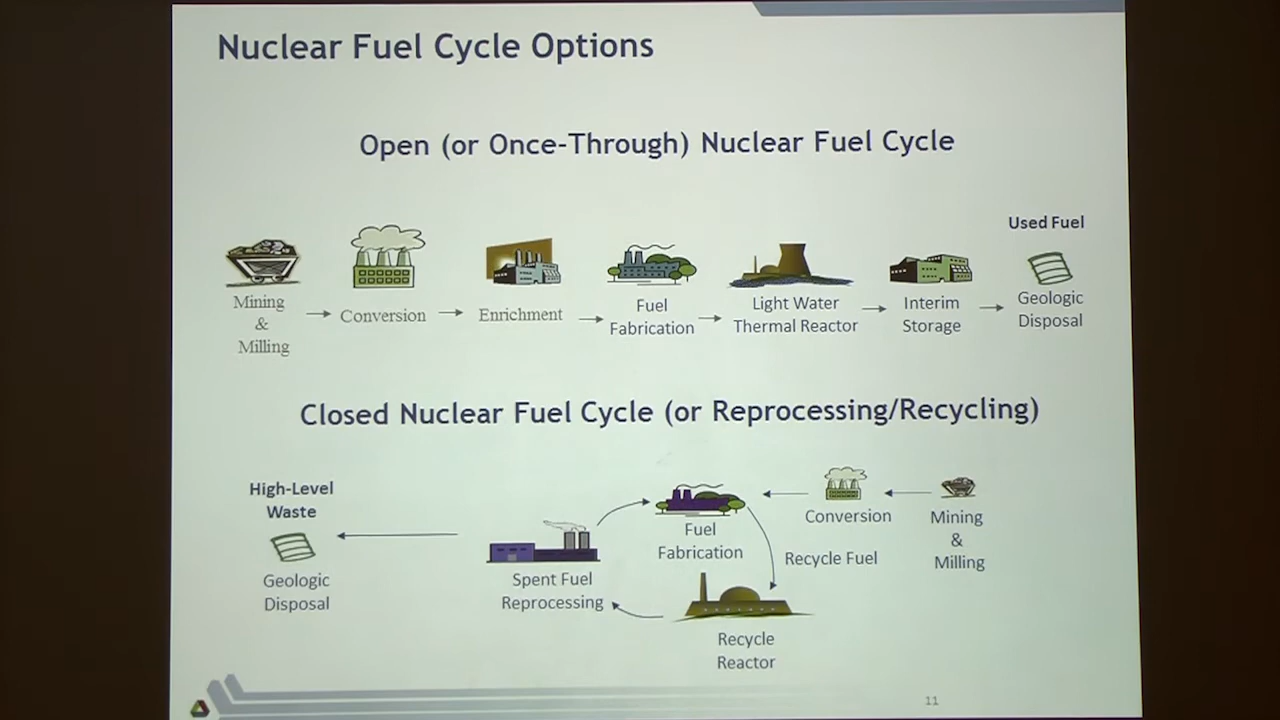 Nuclear Fuel Cycle Options
Open (or Once-Through) Nuclear Fuel Cycle
Used Fuel
Mining
&
Milling
Conversion
Enrichment
Fuel
Fabrication
Light Water
Thermal Reactor
Interim
Storage
Geologic
Disposal
Closed Nuclear Fuel Cycle (or Reprocessing/Recycling)
High-Level
Waste
Geologic
Disposal
Spent Fuel
Reprocessing
Fuel
Fabrication
Recycle Fuel
Recycle
Reactor
Conversion
Mining
&
Milling
11